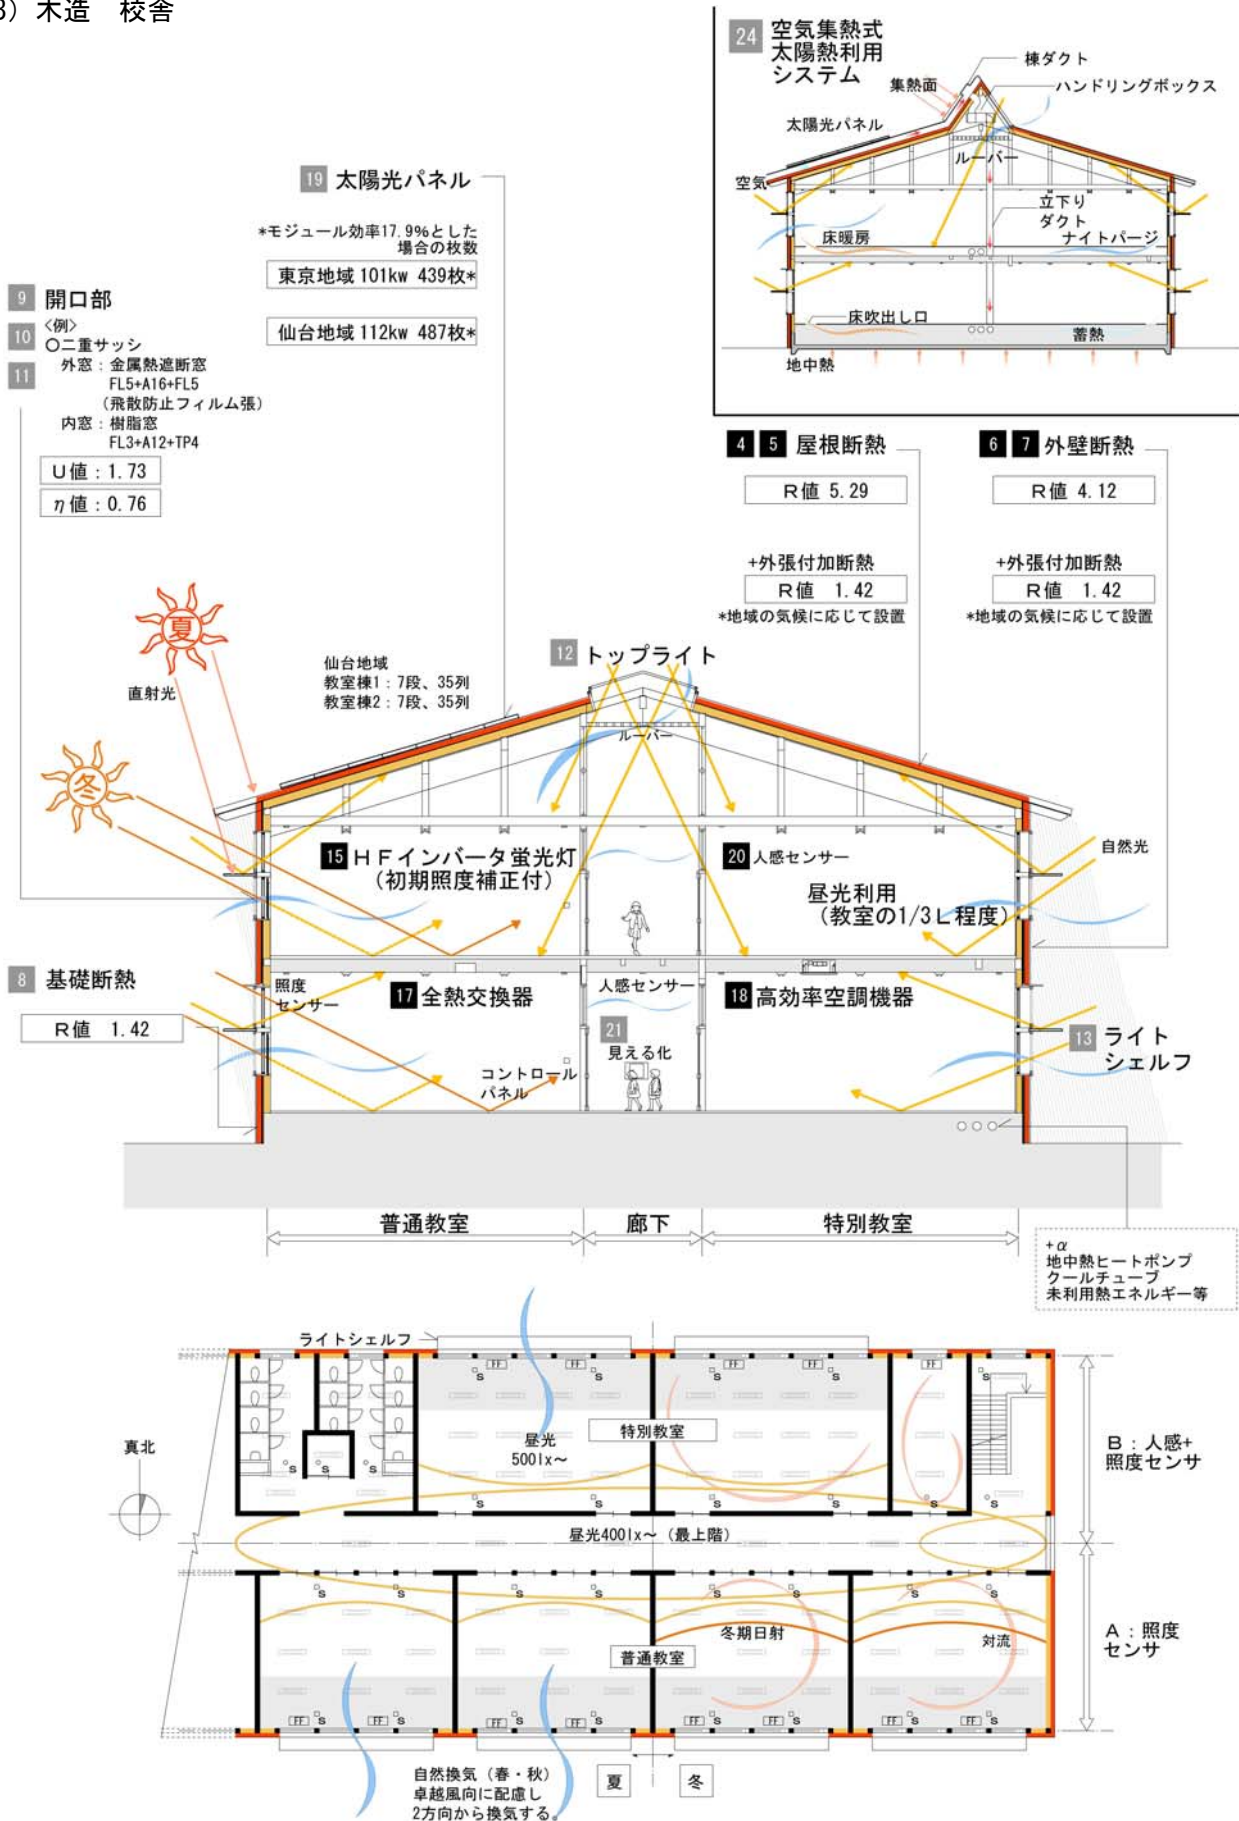 3）木造 校舎
24 空気集熱式
太陽熱利用
システム
棟ダクト
集熱面
ハンドリングボックス
太陽光パネル
ルーバー
空気
立下り
ダクト
床暖房
ナイトパージ
床吹出し口
蓄熱
地中熱
19 太陽光パネル
*モジュール効率17.9%とした
場合の枚数
東京地域 101kw 439枚*
仙台地域 112kw 487枚*
9 開口部
10 〈例〉
〇二重サッシ
11 外窓：金属熱遮断窓
FL5+A16+FL5
（飛散防止フィルム張）
内窓：樹脂窓
FL3+A12+TP4
U値：1.73
η値：0.76
4 5 屋根断熱
R値 5.29
+外張付加断熱
R値 1.42
*地域の気候に応じて設置
6 7 外壁断熱
R値 4.12
+外張付加断熱
R値 1.42
*地域の気候に応じて設置
夏
直射光
冬
仙台地域
教室棟1：7段、35列
教室棟2：7段、35列
12 トップライト
ルーバー
15 HFインバータ蛍光灯
（初期照度補正付）
20 人感センサー
昼光利用
（教室の1/3L程度）
自然光
8 基礎断熱
R値 1.42
照度
センサー
17 全熱交換器
人感センサー
18 高効率空調機器
21
見える化
コントロール
パネル
13 ライト
シェルフ
普通教室
廊下
特別教室
+α
地中熱ヒートポンプ
クールチューブ
未利用熱エネルギー等
ライトシェルフ
FF
FF
FF
FF
FF
S
S
S
S
S
S
特別教室
昼光
500lx～
真北
S
S
S
S
S
S
S
S
S
B：人感+
照度センサ
昼光400lx～（最上階）
S
S
S
S
S
S
S
S
冬期日射
対流
普通教室
A：照度
センサ
FF
S
FF
S
FF
S
FF
S
FF
S
FF
S
FF
S
FF
S
自然換気（春・秋）
卓越風向に配慮し
2方向から換気する。
夏
冬